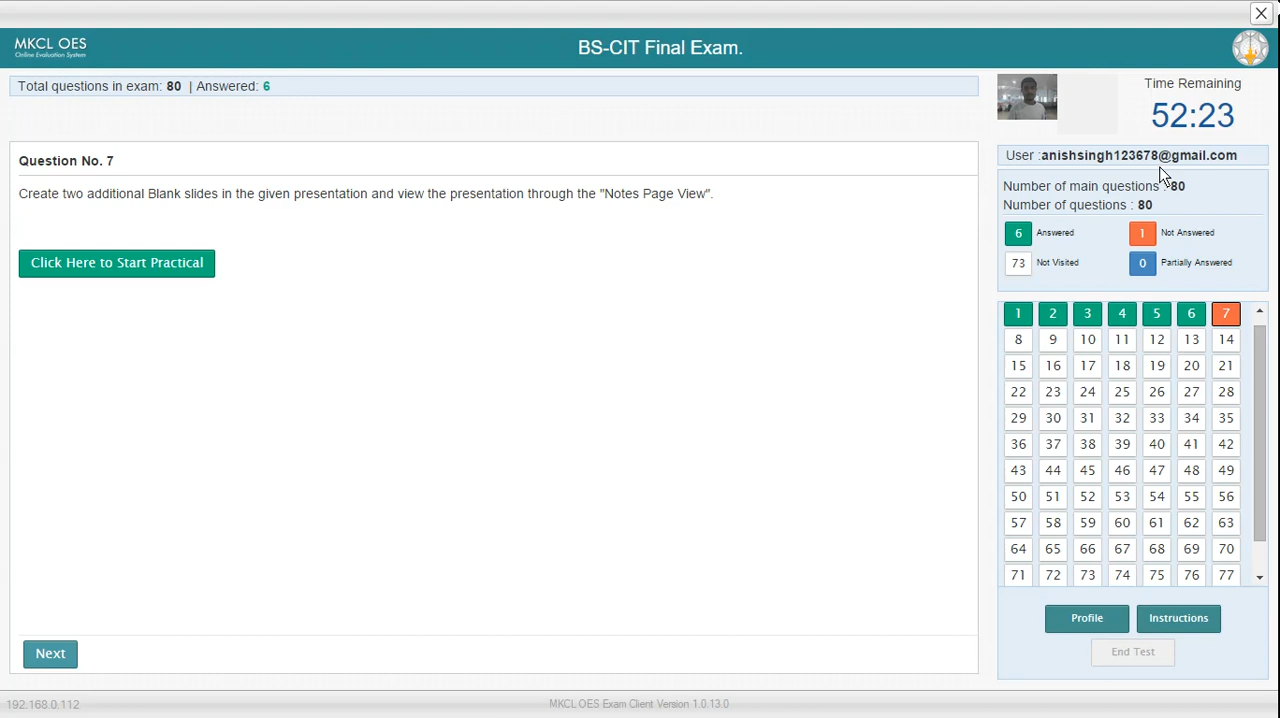 MKCL OES
Online Evaluation System
BS-CIT Final Exam.
Total questions in exam: 80 | Answered: 6
Time Remaining
52:23
User :anishsingh123678@gmail.com
Number of main questions : 80
Number of questions : 80
6 Answered 1 Not Answered
73 Not Visited 0 Partially Answered
Question No. 7
Create two additional Blank slides in the given presentation and view the presentation through the "Notes Page View".
Click Here to Start Practical
1 2 3 4 5 6 7
8 9 10 11 12 13 14
15 16 17 18 19 20 21
22 23 24 25 26 27 28
29 30 31 32 33 34 35
36 37 38 39 40 41 42
43 44 45 46 47 48 49
50 51 52 53 54 55 56
57 58 59 60 61 62 63
64 65 66 67 68 69 70
71 72 73 74 75 76 77
Profile Instructions
End Test
Next
192.168.0.112
MKCL OES Exam Client Version 1.0.13.0